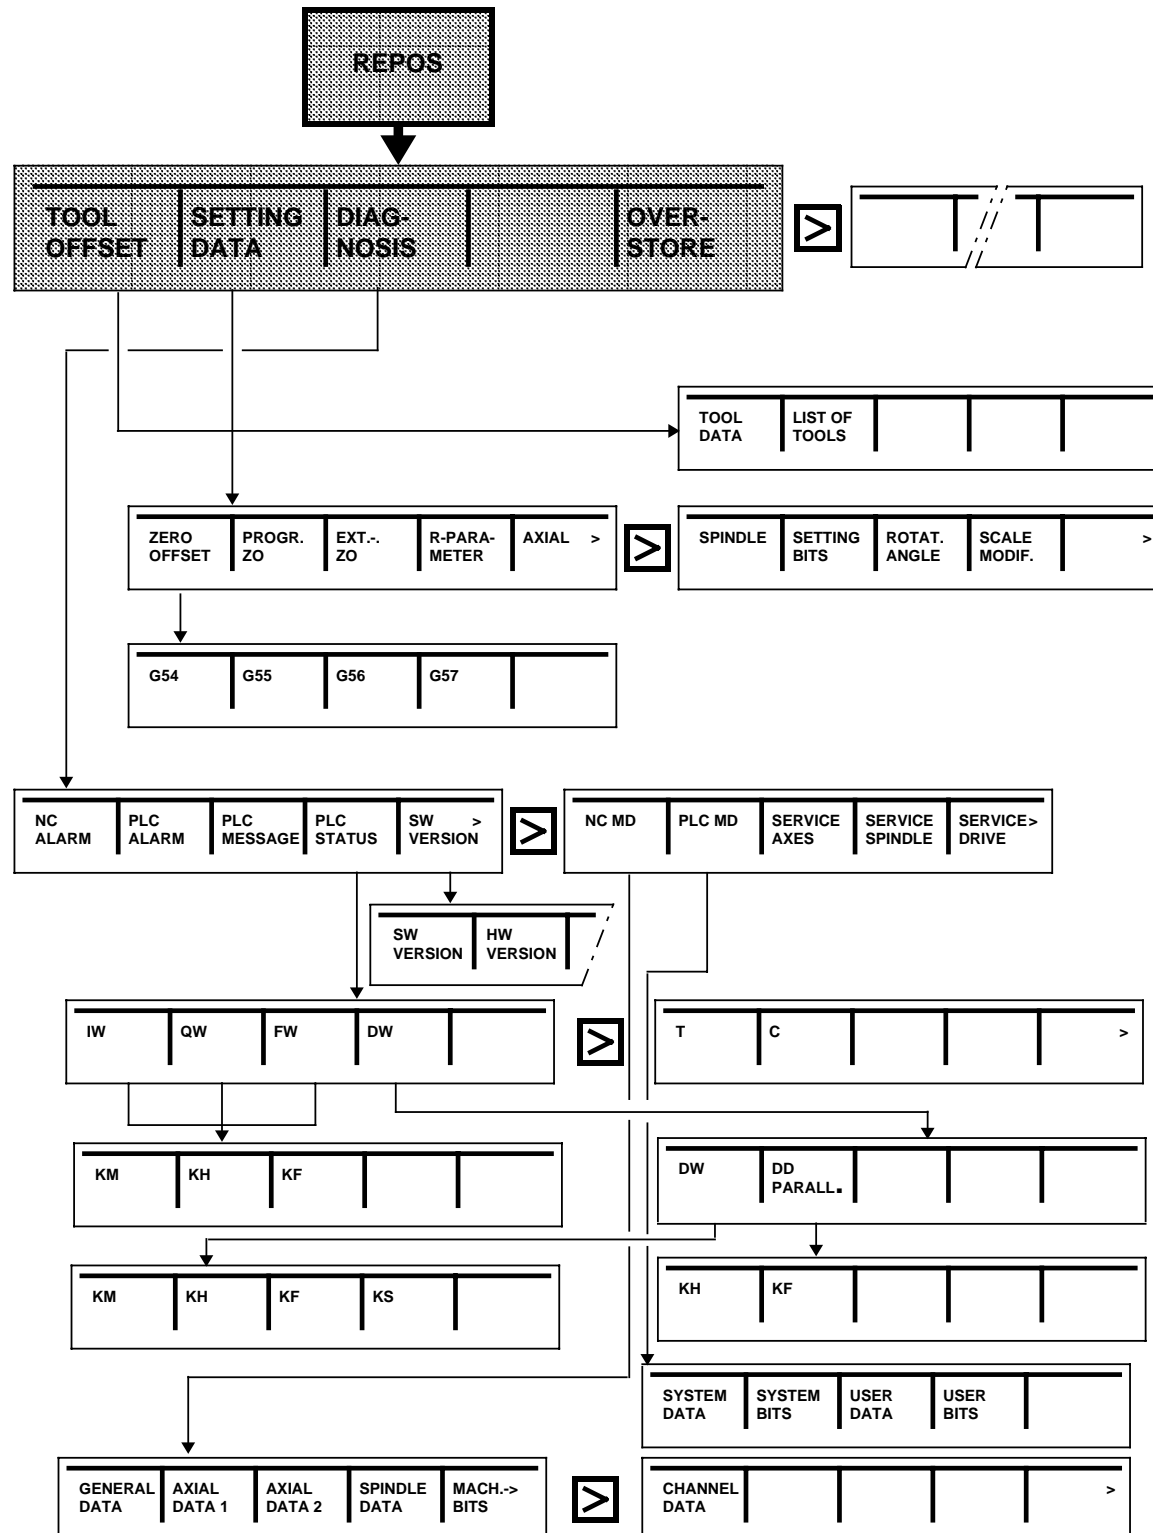 REPOS
TOOL OFFSET
SETTING DATA
DIAG- NOSIS
OVER- STORE
>
TOOL DATA
LIST OF TOOLS
ZERO OFFSET
PROGR. ZO
EXT.-. ZO
R-PARA- METER
AXIAL >
>
SPINDLE
SETTING BITS
ROTAT. ANGLE
SCALE MODIF.
>
G54
G55
G56
G57
NC ALARM
PLC ALARM
PLC MESSAGE
PLC STATUS
SW > VERSION
>
NC MD
PLC MD
SERVICE AXES
SERVICE SPINDLE
SERVICE> DRIVE
SW VERSION
HW VERSION
IW
QW
FW
DW
>
T
C
>
KM
KH
KF
DW
DD PARALL.
KM
KH
KF
KS
KH
KF
SYSTEM DATA
SYSTEM BITS
USER DATA
USER BITS
GENERAL DATA
AXIAL DATA 1
AXIAL DATA 2
SPINDLE DATA
MACH.-> BITS
>
CHANNEL DATA
>